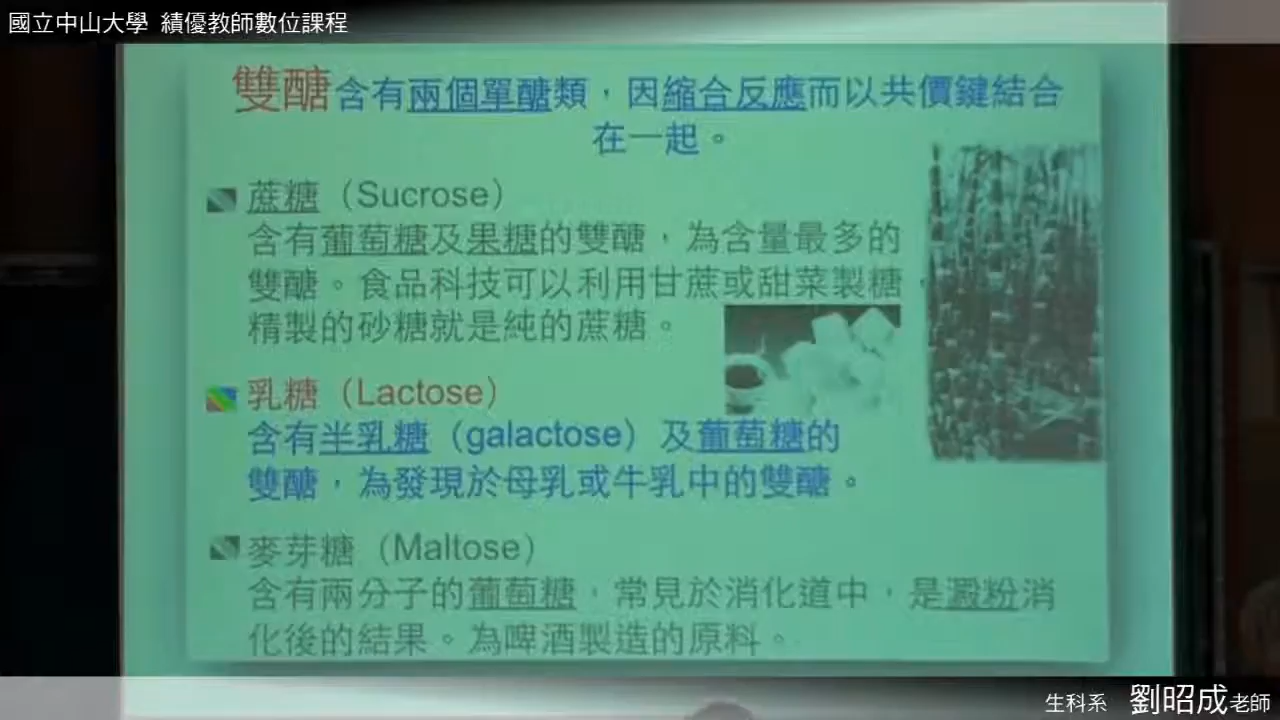 國立中山大學 績優教師數位課程
雙醣含有兩個單醣類，因縮合反應而以共價鍵結合
在一起。
蔗糖（Sucrose）
含有葡萄糖及果糖的雙醣，為含量最多的
雙醣。食品科技可以利用甘蔗或甜菜製糖，
精製的砂糖就是純的蔗糖。
乳糖（Lactose）
含有半乳糖（galactose）及葡萄糖的
雙醣，為發現於母乳或牛乳中的雙醣。
麥芽糖（Maltose）
含有兩分子的葡萄糖，常見於消化道中，是澱粉消
化後的結果。為啤酒製造的原料。
生科系 劉昭成老師